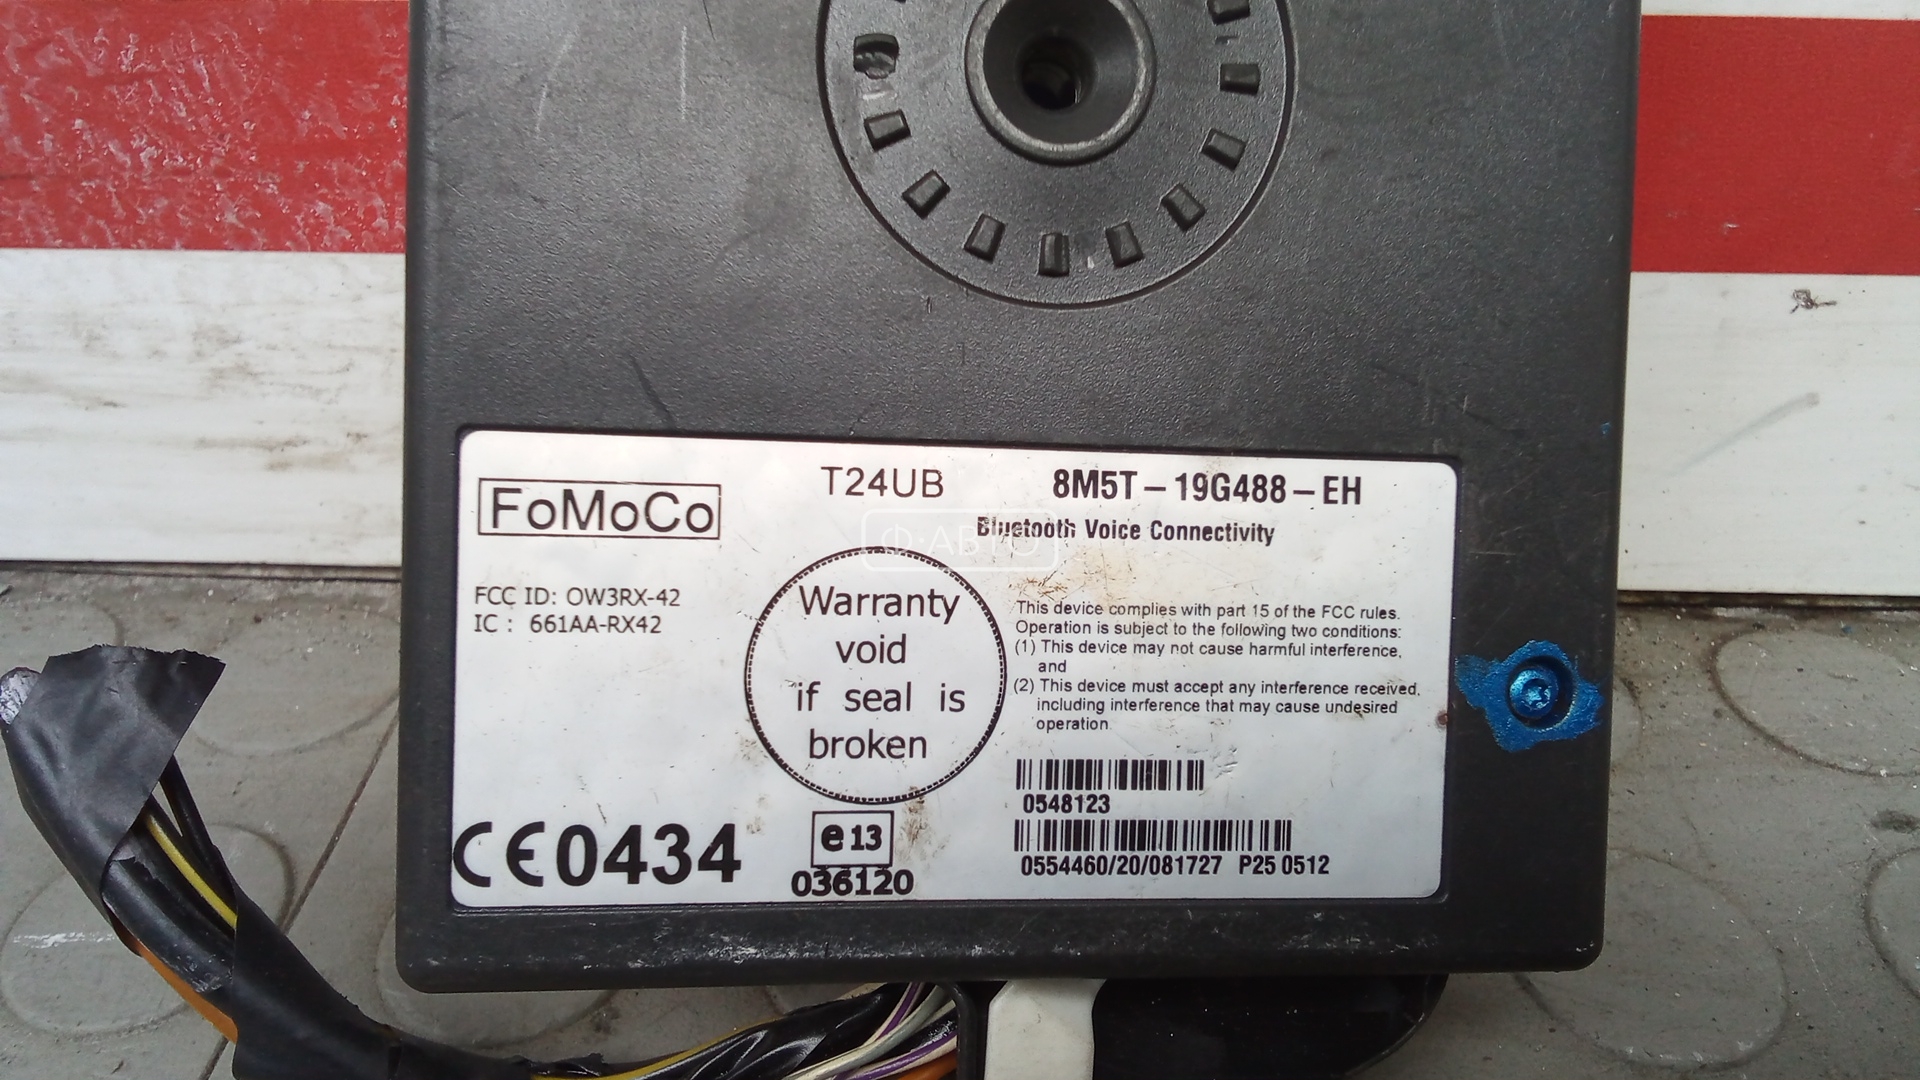 FoMoCo
T24UB
8M5T-19G488-EH
Bluetooth Voice Connectivity
Ф:АВТО
FCC ID: OW3RX-42
IC : 661AA-RX42
Warranty
void
if seal is
broken
This device complies with part 15 of the FCC rules.
Operation is subject to the following two conditions:
(1) This device may not cause harmful interference,
and
(2) This device must accept any interference received,
including interference that may cause undesired
operation.
0548123
0554460/20/081727 P25 0512
CE0434
e13
036120